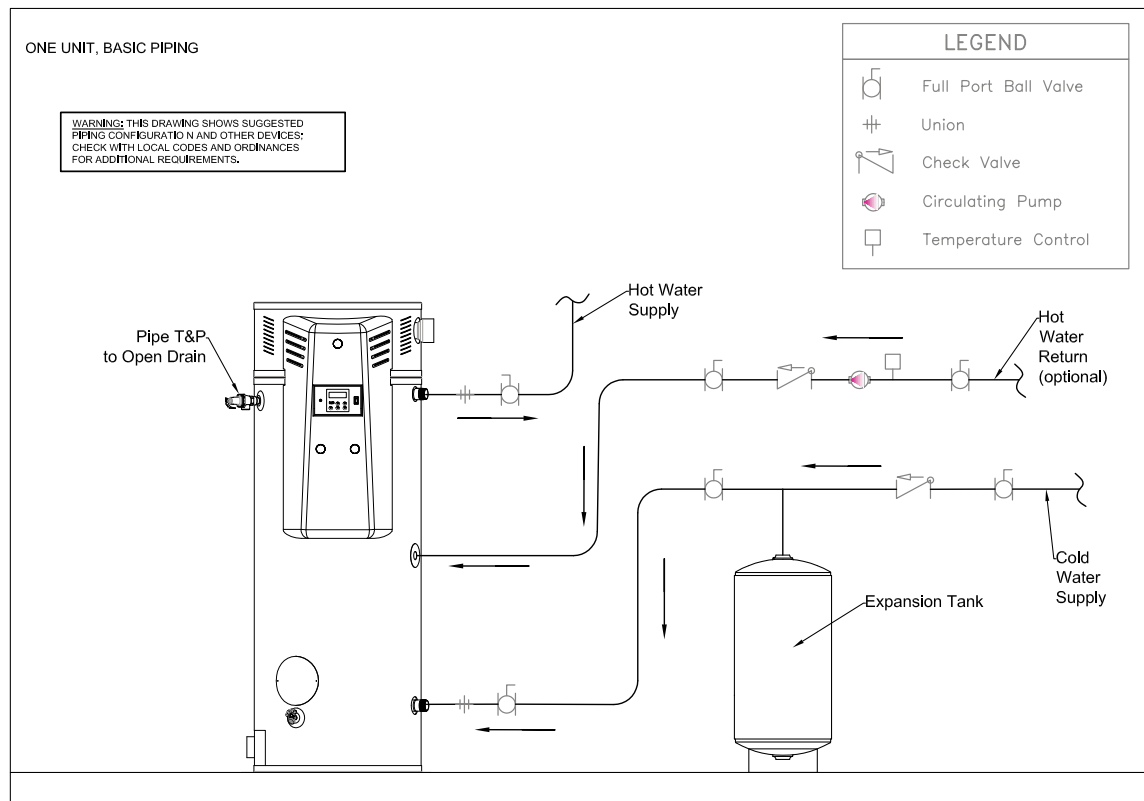 ONE UNIT, BASIC PIPING
WARNING: THIS DRAWING SHOWS SUGGESTED
PIPING CONFIGURATIO N AND OTHER DEVICES;
CHECK WITH LOCAL CODES AND ORDINANCES
FOR ADDITIONAL REQUIREMENTS.
LEGEND
Full Port Ball Valve
Union
Check Valve
Circulating Pump
Temperature Control
Pipe T&P
to Open Drain
Hot Water
Supply
Hot
Water
Return
(optional)
Cold
Water
Supply
Expansion Tank